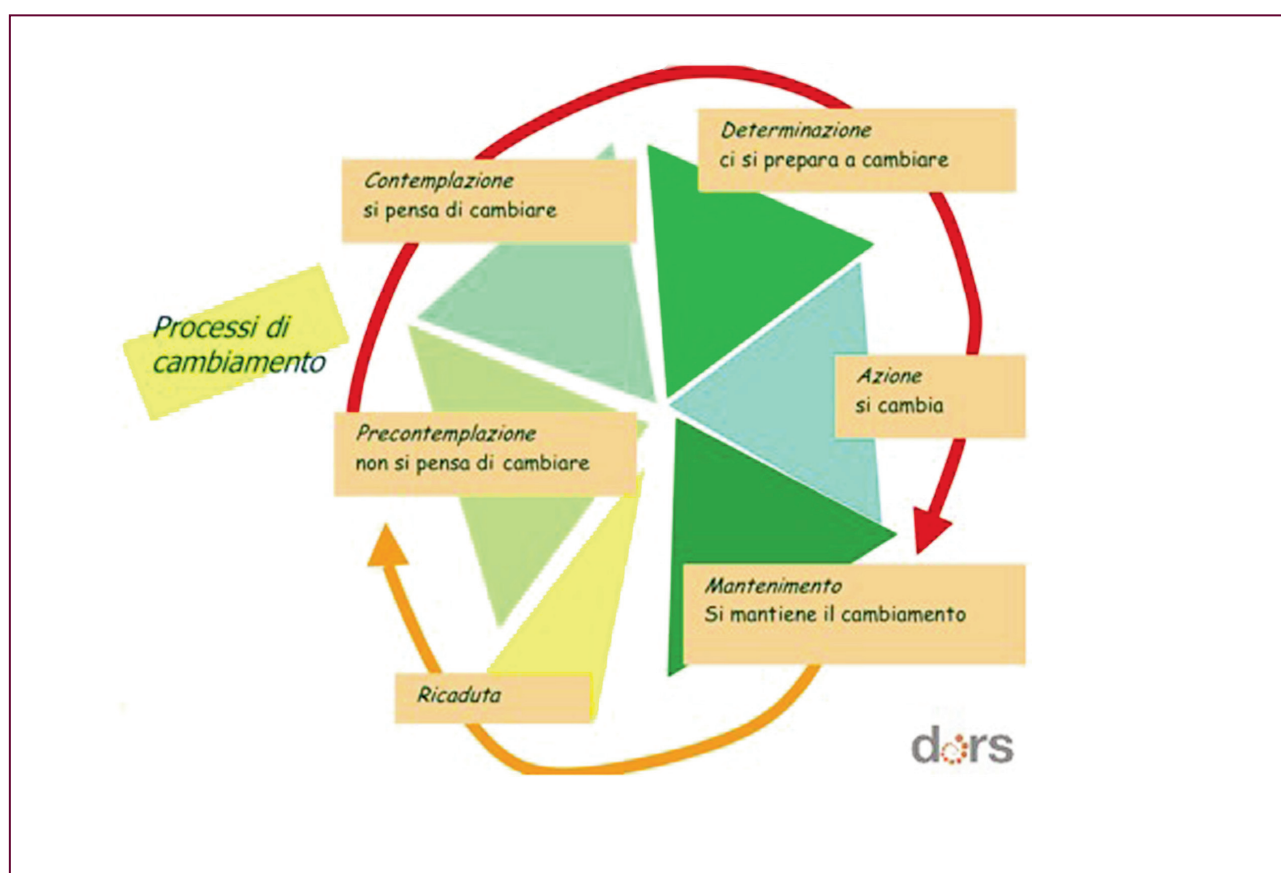 Determinazione
ci si prepara a cambiare
Contemplazione
si pensa di cambiare
Processi di
cambiamento
Azione
si cambia
Precontemplazione
non si pensa di cambiare
Mantenimento
Si mantiene il cambiamento
Ricaduta
dors